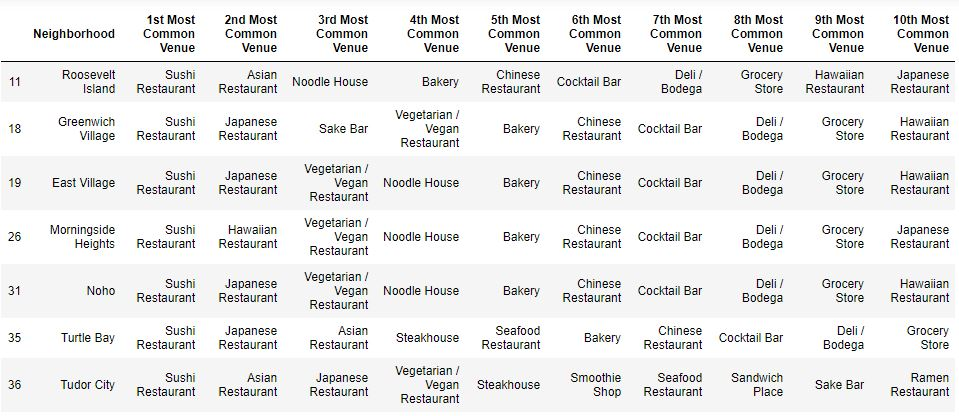 Neighborhood 1st Most Common Venue 2nd Most Common Venue 3rd Most Common Venue 4th Most Common Venue 5th Most Common Venue 6th Most Common Venue 7th Most Common Venue 8th Most Common Venue 9th Most Common Venue 10th Most Common Venue
11 Roosevelt Island Sushi Restaurant Asian Restaurant Noodle House Bakery Chinese Restaurant Cocktail Bar Deli / Bodega Grocery Store Hawaiian Restaurant Japanese Restaurant
18 Greenwich Village Sushi Restaurant Japanese Restaurant Sake Bar Vegetarian / Vegan Restaurant Bakery Chinese Restaurant Cocktail Bar Deli / Bodega Grocery Store Hawaiian Restaurant
19 East Village Sushi Restaurant Japanese Restaurant Vegetarian / Vegan Restaurant Noodle House Bakery Chinese Restaurant Cocktail Bar Deli / Bodega Grocery Store Hawaiian Restaurant
26 Morningside Heights Sushi Restaurant Hawaiian Restaurant Vegetarian / Vegan Restaurant Noodle House Bakery Chinese Restaurant Cocktail Bar Deli / Bodega Grocery Store Japanese Restaurant
31 Noho Sushi Restaurant Japanese Restaurant Vegetarian / Vegan Restaurant Noodle House Bakery Chinese Restaurant Cocktail Bar Deli / Bodega Grocery Store Hawaiian Restaurant
35 Turtle Bay Sushi Restaurant Japanese Restaurant Asian Restaurant Steakhouse Seafood Restaurant Bakery Chinese Restaurant Cocktail Bar Deli / Bodega Grocery Store
36 Tudor City Sushi Restaurant Asian Restaurant Japanese Restaurant Vegetarian / Vegan Restaurant Steakhouse Smoothie Shop Seafood Restaurant Sandwich Place Sake Bar Ramen Restaurant